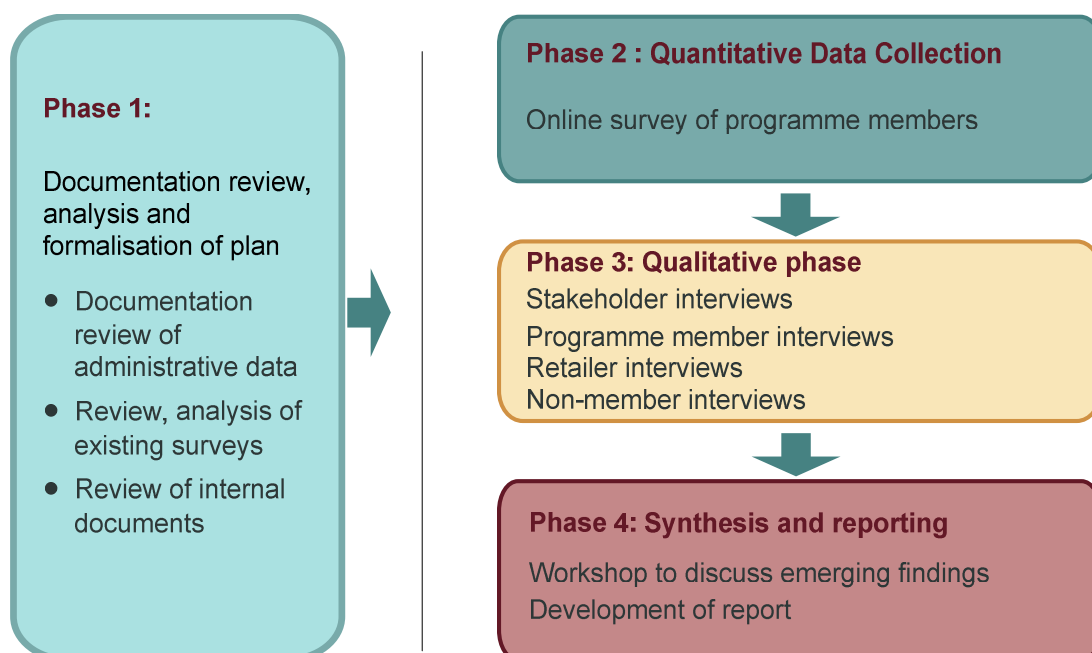 Phase 1:
Documentation review,
analysis and
formalisation of plan
● Documentation
review of
administrative data
● Review, analysis of
existing surveys
● Review of internal
documents
Phase 2 : Quantitative Data Collection
Online survey of programme members
Phase 3: Qualitative phase
Stakeholder interviews
Programme member interviews
Retailer interviews
Non-member interviews
Phase 4: Synthesis and reporting
Workshop to discuss emerging findings
Development of report